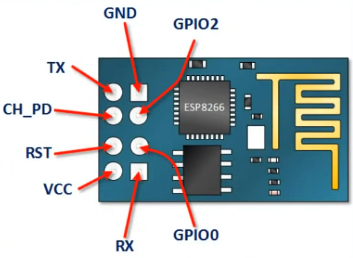 GND
GPIO2
TX
ESP8266
CH_PD
RST
VCC
GPIO0
RX